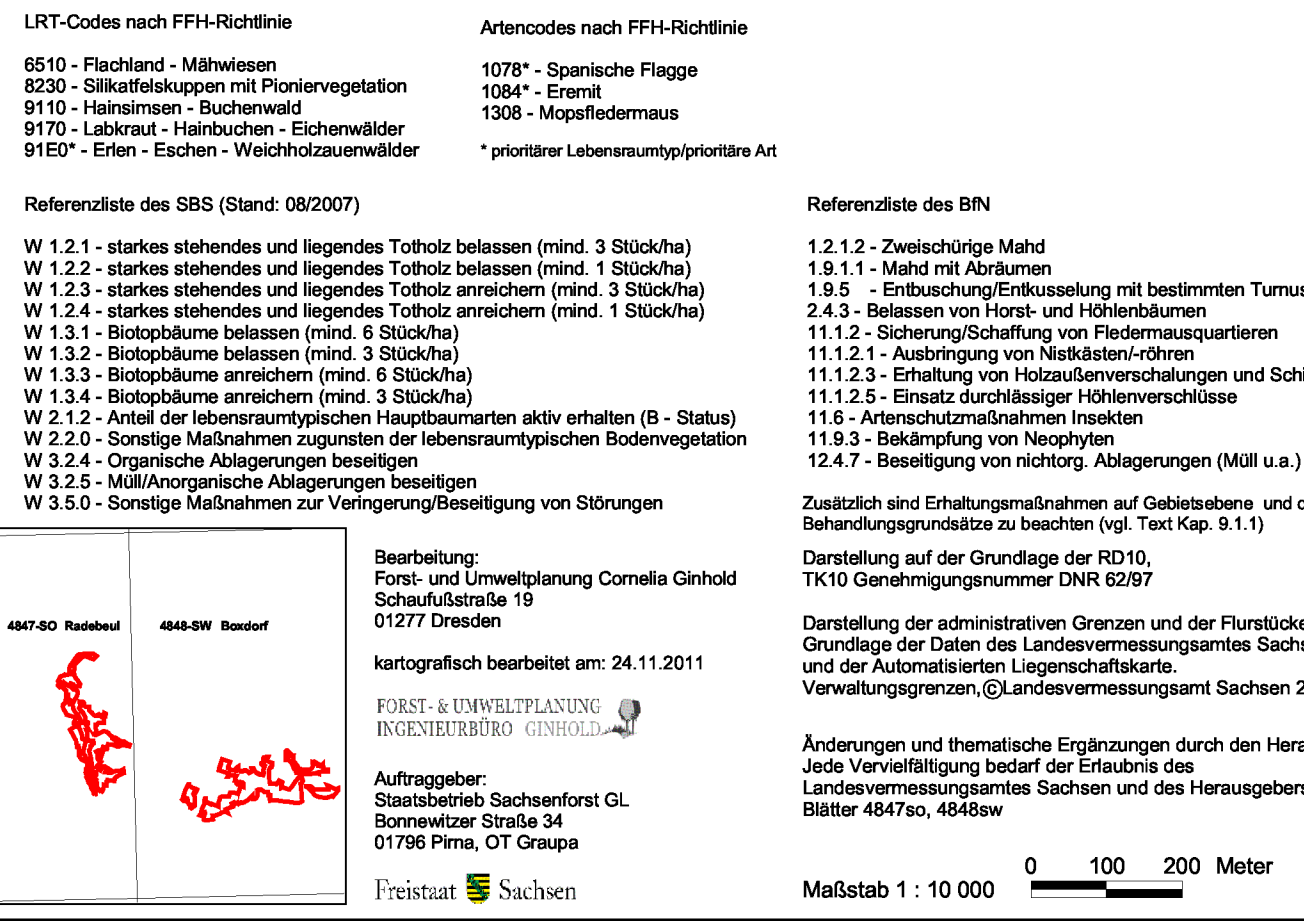 LRT-Codes nach FFH-Richtlinie
6510 - Flachland - Mähwiesen
8230 - Silikatfelskuppen mit Pioniervegetation
9110 - Hainsimsen - Buchenwald
9170 - Labkraut - Hainbuchen - Eichenwälder
91E0* - Erlen - Eschen - Weichholzauenwälder
Artencodes nach FFH-Richtlinie
1078* - Spanische Flagge
1084* - Eremit
1308 - Mopsfledermaus
* prioritärer Lebensraumtyp/prioritäre Art
Referenzliste des SBS (Stand: 08/2007)
W 1.2.1 - starkes stehendes und liegendes Totholz belassen (mind. 3 Stück/ha)
W 1.2.2 - starkes stehendes und liegendes Totholz belassen (mind. 1 Stück/ha)
W 1.2.3 - starkes stehendes und liegendes Totholz anreichern (mind. 3 Stück/ha)
W 1.2.4 - starkes stehendes und liegendes Totholz anreichern (mind. 1 Stück/ha)
W 1.3.1 - Biotopbäume belassen (mind. 6 Stück/ha)
W 1.3.2 - Biotopbäume belassen (mind. 3 Stück/ha)
W 1.3.3 - Biotopbäume anreichern (mind. 6 Stück/ha)
W 1.3.4 - Biotopbäume anreichern (mind. 3 Stück/ha)
W 2.1.2 - Anteil der lebensraumtypischen Hauptbaumarten aktiv erhalten (B - Status)
W 2.2.0 - Sonstige Maßnahmen zugunsten der lebensraumtypischen Bodenvegetation
W 3.2.4 - Organische Ablagerungen beseitigen
W 3.2.5 - Müll/Anorganische Ablagerungen beseitigen
W 3.5.0 - Sonstige Maßnahmen zur Veringerung/Beseitigung von Störungen
Referenzliste des BfN
1.2.1.2 - Zweischürige Mahd
1.9.1.1 - Mahd mit Abräumen
1.9.5 - Entbuschung/Entkusselung mit bestimmten Turnus
2.4.3 - Belassen von Horst- und Höhlenbäumen
11.1.2 - Sicherung/Schaffung von Fledermausquartieren
11.1.2.1 - Ausbringung von Nistkästen/-röhren
11.1.2.3 - Erhaltung von Holzaußenverschalungen und Schi
11.1.2.5 - Einsatz durchlässiger Höhlenverschlüsse
11.6 - Artenschutzmaßnahmen Insekten
11.9.3 - Bekämpfung von Neophyten
12.4.7 - Beseitigung von nichtorg. Ablagerungen (Müll u.a.)
Zusätzlich sind Erhaltungsmaßnahmen auf Gebietsebene und
Behandlungsgrundsätze zu beachten (vgl. Text Kap. 9.1.1)
Darstellung auf der Grundlage der RD10,
TK10 Genehmigungsnummer DNR 62/97
Darstellung der administrativen Grenzen und der Flurstücke
Grundlage der Daten des Landesvermessungsamtes Sachs
und der Automatisierten Liegenschaftskarte.
Verwaltungsgrenzen,©Landesvermessungsamt Sachsen 2
Änderungen und thematische Ergänzungen durch den Hera
Jede Vervielfältigung bedarf der Erlaubnis des
Landesvermessungsamtes Sachsen und des Herausgebers
Blätter 4847so, 4848sw
4847-SO Radebeul
4848-SW Boxdorf
Bearbeitung:
Forst- und Umweltplanung Cornelia Ginhold
Schaufußstraße 19
01277 Dresden
kartografisch bearbeitet am: 24.11.2011
FORST- & UMWELTPLANUNG
INGENIEURBÜRO GINHOLD
Auftraggeber:
Staatsbetrieb Sachsenforst GL
Bonnewitzer Straße 34
01796 Pirna, OT Graupa
Freistaat Sachsen
Maßstab 1 : 10 000
0 100 200 Meter